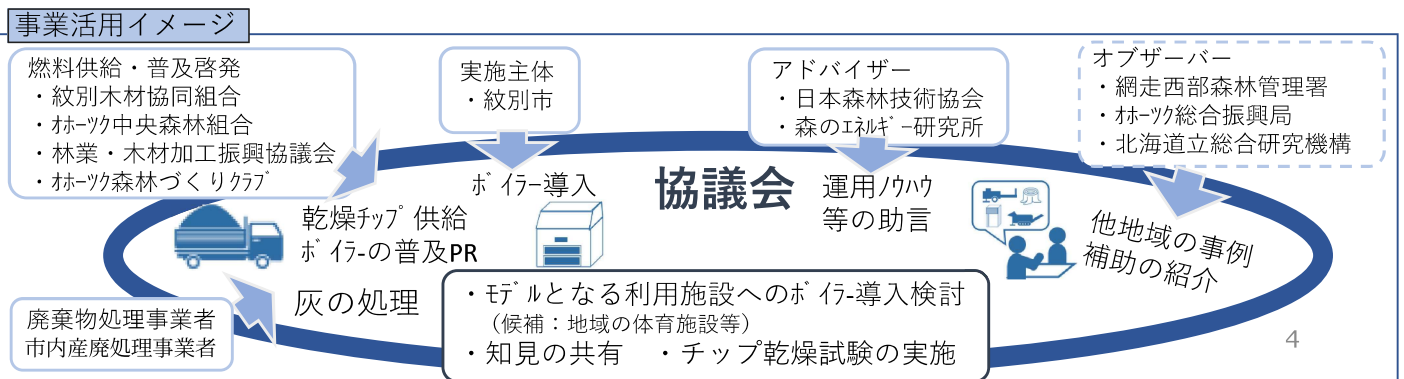 事業活用イメージ
燃料供給・普及啓発
・紋別木材協同組合
・ｵﾎｰﾂｸ中央森林組合
・林業・木材加工振興協議会
・ｵﾎｰﾂｸ森林づくりｸﾗﾌﾞ
実施主体
・紋別市
アドバイザー
・日本森林技術協会
・森のｴﾈﾙｷﾞｰ研究所
オブザーバー
・網走西部森林管理署
・ｵﾎｰﾂｸ総合振興局
・北海道立総合研究機構
協議会
乾燥ﾁｯﾌﾟ供給
ﾎﾞｲﾗｰの普及PR
ﾎﾞｲﾗｰ導入
運用ﾉｳﾊｳ
等の助言
他地域の事例
補助の紹介
灰の処理
廃棄物処理事業者
市内産廃処理事業者
・ﾓﾃﾞﾙとなる利用施設へのﾎﾞｲﾗｰ導入検討
（候補：地域の体育施設等）
・知見の共有　・チップ乾燥試験の実施
4